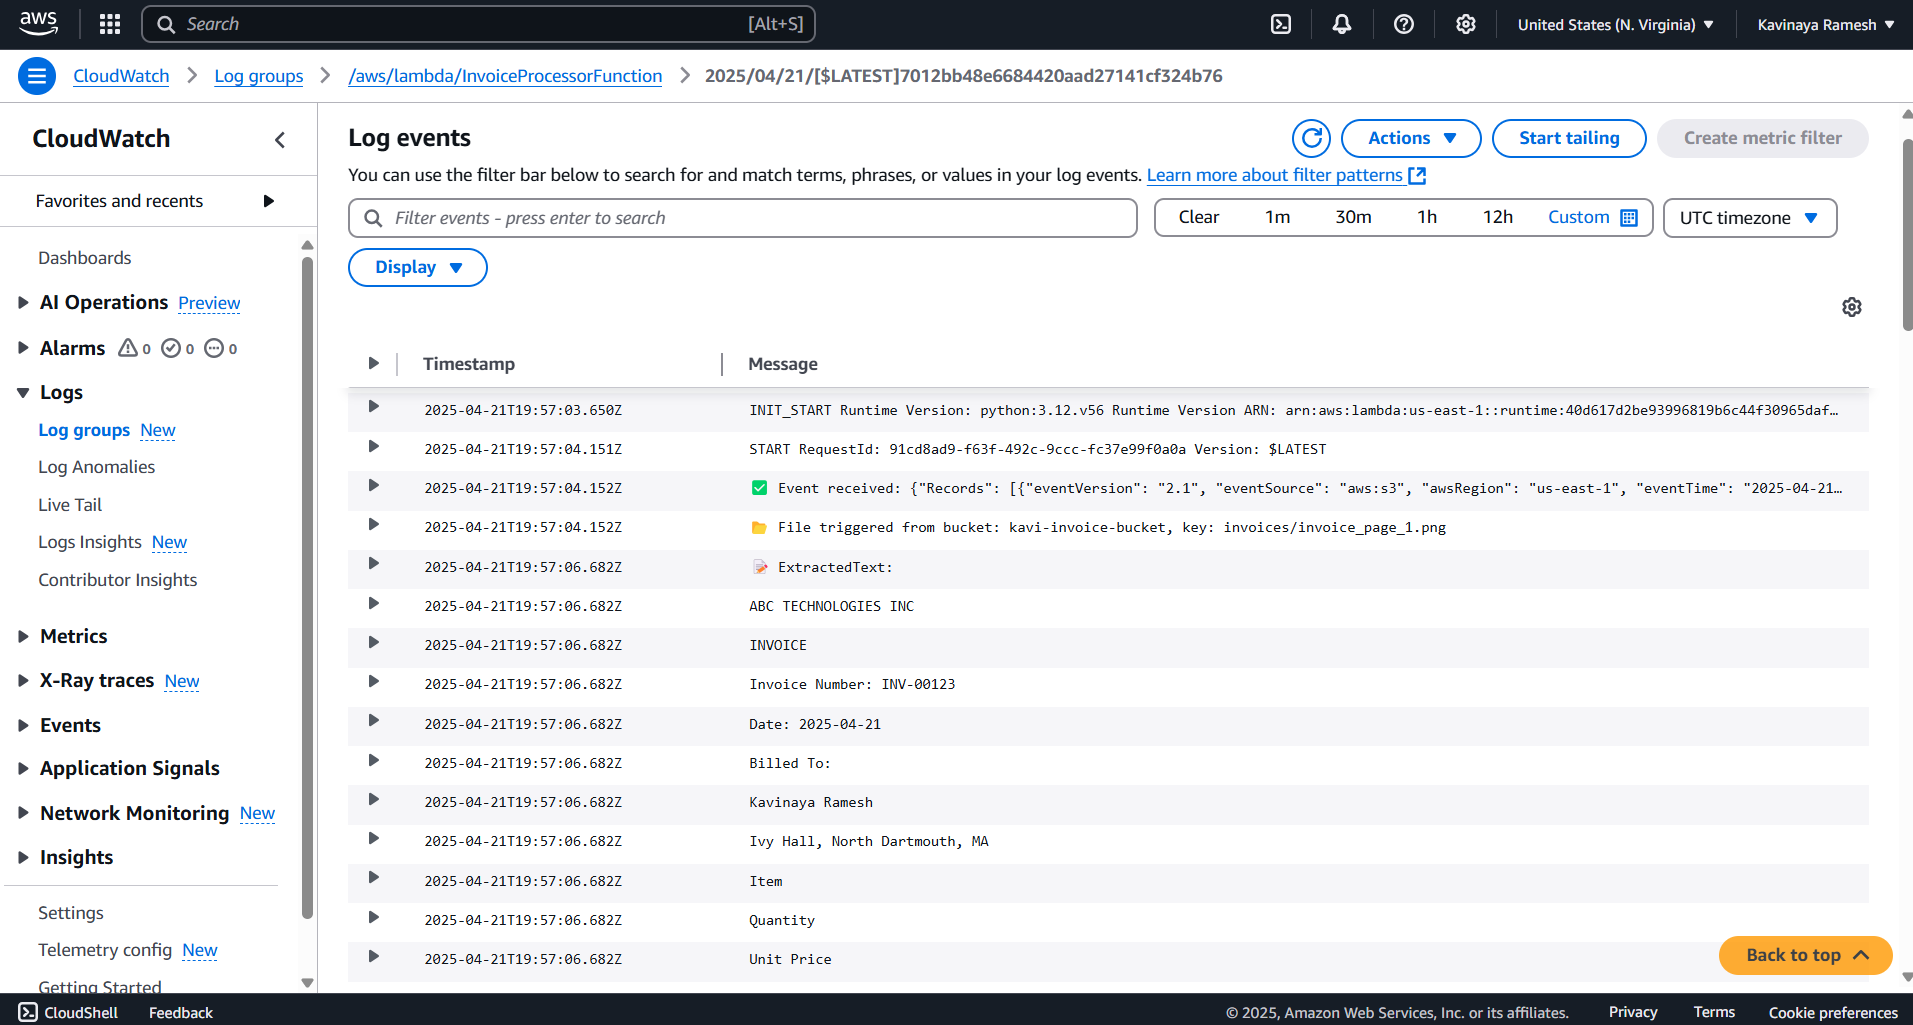 aws
Search [Alt+S]
United States (N. Virginia)
Kavinaya Ramesh
CloudWatch
Log groups
/aws/lambda/InvoiceProcessorFunction
2025/04/21/[$LATEST]7012bb48e6684420aad27141cf324b76
CloudWatch
Favorites and recents
Dashboards
AI Operations Preview
Alarms 0 0 0
Logs
Log groups New
Log Anomalies
Live Tail
Logs Insights New
Contributor Insights
Metrics
X-Ray traces New
Events
Application Signals
Network Monitoring New
Insights
Settings
Telemetry config New
Getting Started
Log events
Actions
Start tailing
Create metric filter
You can use the filter bar below to search for and match terms, phrases, or values in your log events. Learn more about filter patterns
Filter events - press enter to search
Clear 1m 30m 1h 12h Custom
UTC timezone
Display
Timestamp Message
2025-04-21T19:57:03.650Z INIT_START Runtime Version: python:3.12.v56 Runtime Version ARN: arn:aws:lambda:us-east-1::runtime:40d617d2be93996819b6c44f30965daf…
2025-04-21T19:57:04.151Z START RequestId: 91cd8ad9-f63f-492c-9ccc-fc37e99f0a0a Version: $LATEST
2025-04-21T19:57:04.152Z ✅ Event received: {"Records": [{"eventVersion": "2.1", "eventSource": "aws:s3", "awsRegion": "us-east-1", "eventTime": "2025-04-21…
2025-04-21T19:57:04.152Z 📂 File triggered from bucket: kavi-invoice-bucket, key: invoices/invoice_page_1.png
2025-04-21T19:57:06.682Z 📝 ExtractedText:
2025-04-21T19:57:06.682Z ABC TECHNOLOGIES INC
2025-04-21T19:57:06.682Z INVOICE
2025-04-21T19:57:06.682Z Invoice Number: INV-00123
2025-04-21T19:57:06.682Z Date: 2025-04-21
2025-04-21T19:57:06.682Z Billed To:
2025-04-21T19:57:06.682Z Kavinaya Ramesh
2025-04-21T19:57:06.682Z Ivy Hall, North Dartmouth, MA
2025-04-21T19:57:06.682Z Item
2025-04-21T19:57:06.682Z Quantity
2025-04-21T19:57:06.682Z Unit Price
Back to top
CloudShell
Feedback
© 2025, Amazon Web Services, Inc. or its affiliates.
Privacy
Terms
Cookie preferences